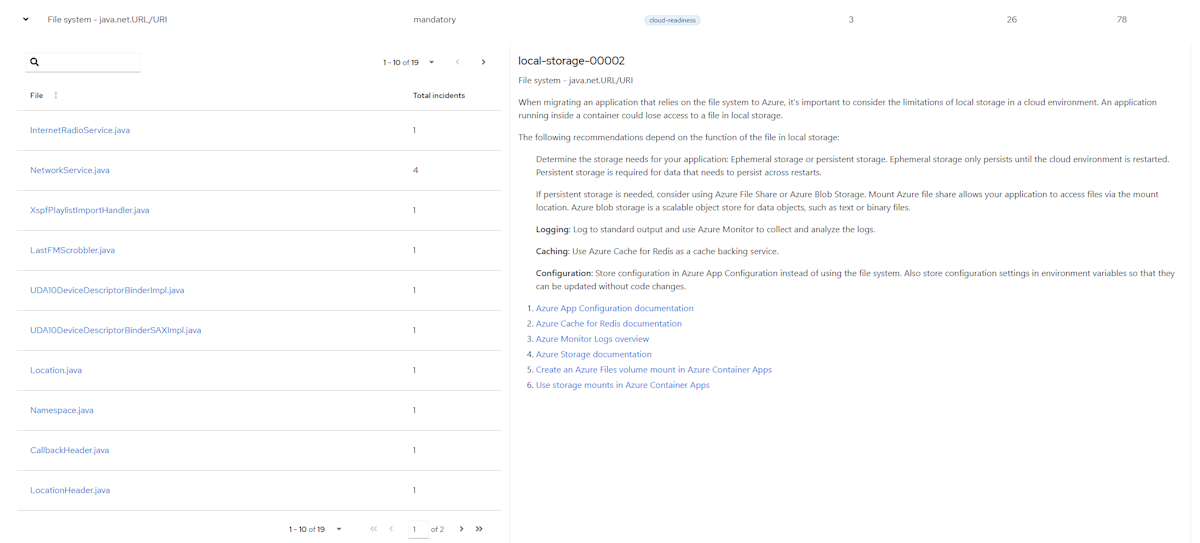 File system - java.net.URL/URI mandatory cloud-readiness 3 26 78
1 - 10 of 19
File Total incidents
InternetRadioService.java 1
NetworkService.java 4
XspfPlaylistImportHandler.java 1
LastFMScrobbler.java 1
UDA10DeviceDescriptorBinderImpl.java 1
UDA10DeviceDescriptorBinderSAXImpl.java 1
Location.java 1
Namespace.java 1
CallbackHeader.java 1
LocationHeader.java 1
1 - 10 of 19 1 of 2
local-storage-00002
File system - java.net.URL/URI
When migrating an application that relies on the file system to Azure, it's important to consider the limitations of local storage in a cloud environment. An application
running inside a container could lose access to a file in local storage.
The following recommendations depend on the function of the file in local storage:
Determine the storage needs for your application: Ephemeral storage or persistent storage. Ephemeral storage only persists until the cloud environment is restarted.
Persistent storage is required for data that needs to persist across restarts.
If persistent storage is needed, consider using Azure File Share or Azure Blob Storage. Mount Azure file share allows your application to access files via the mount
location. Azure blob storage is a scalable object store for data objects, such as text or binary files.
Logging: Log to standard output and use Azure Monitor to collect and analyze the logs.
Caching: Use Azure Cache for Redis as a cache backing service.
Configuration: Store configuration in Azure App Configuration instead of using the file system. Also store configuration settings in environment variables so that they
can be updated without code changes.
1. Azure App Configuration documentation
2. Azure Cache for Redis documentation
3. Azure Monitor Logs overview
4. Azure Storage documentation
5. Create an Azure Files volume mount in Azure Container Apps
6. Use storage mounts in Azure Container Apps